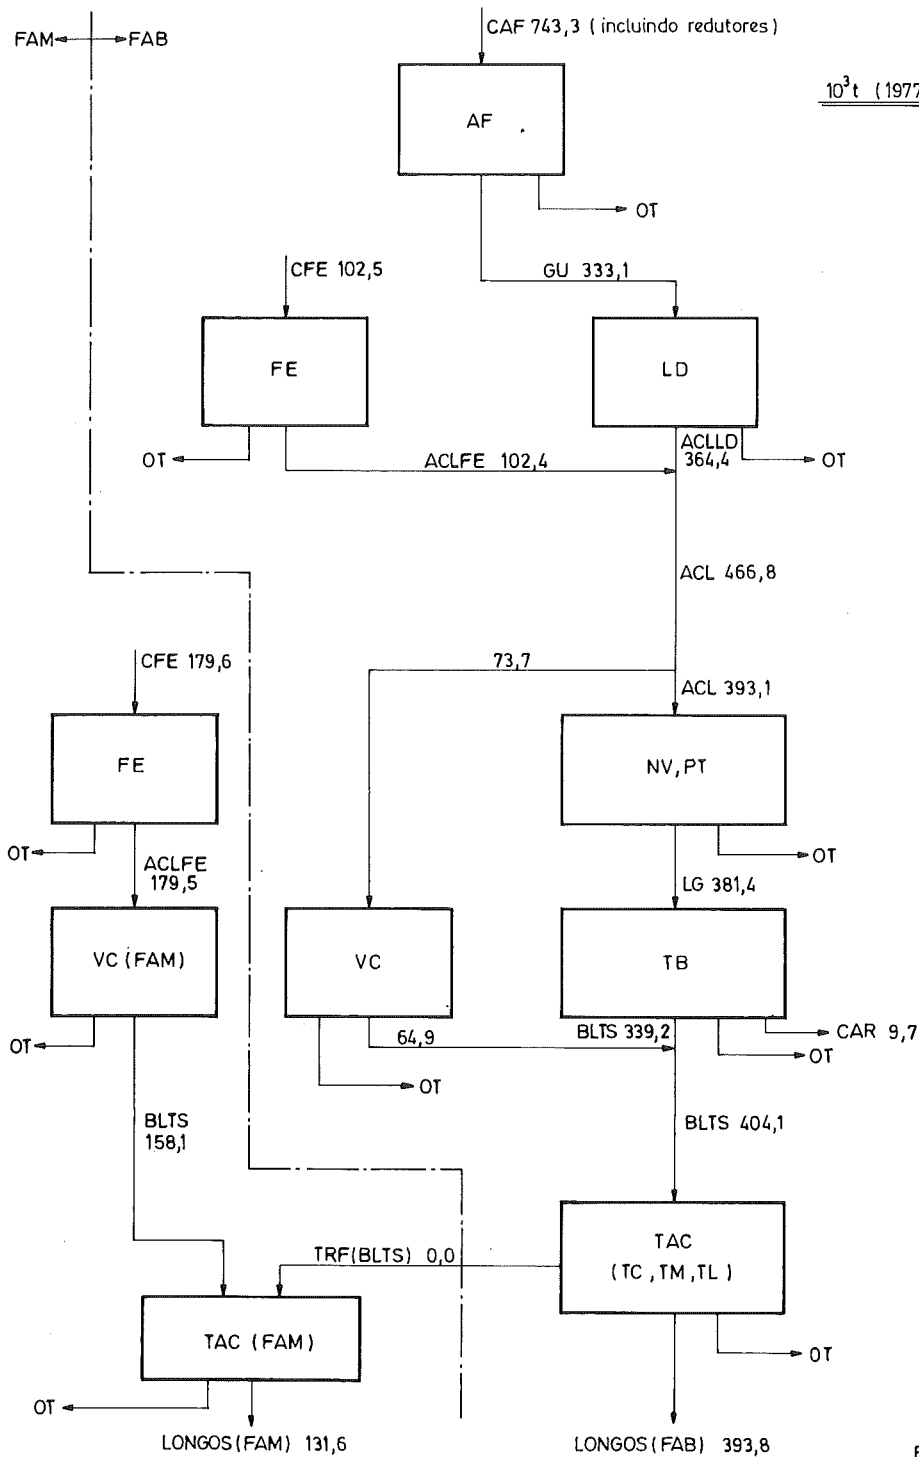 CAF 743,3 (incluindo redutores)
FAM FAB
10³t (1977
AF
OT
GU 333,1
CFE 102,5
FE
LD
OT
ACLFE 102,4
ACLLD
364,4
OT
ACL 466,8
CFE 179,6
73,7
ACL 393,1
FE
NV, PT
OT
OT
ACLFE
179,5
LG 381,4
VC (FAM)
VC
TB
OT
64,9
BLTS 339,2
CAR 9,7
OT
OT
BLTS
158,1
BLTS 404,1
TRF(BLTS) 0,0
TAC
(TC, TM, TL)
TAC (FAM)
OT
OT
LONGOS (FAM) 131,6
LONGOS (FAB) 393,8